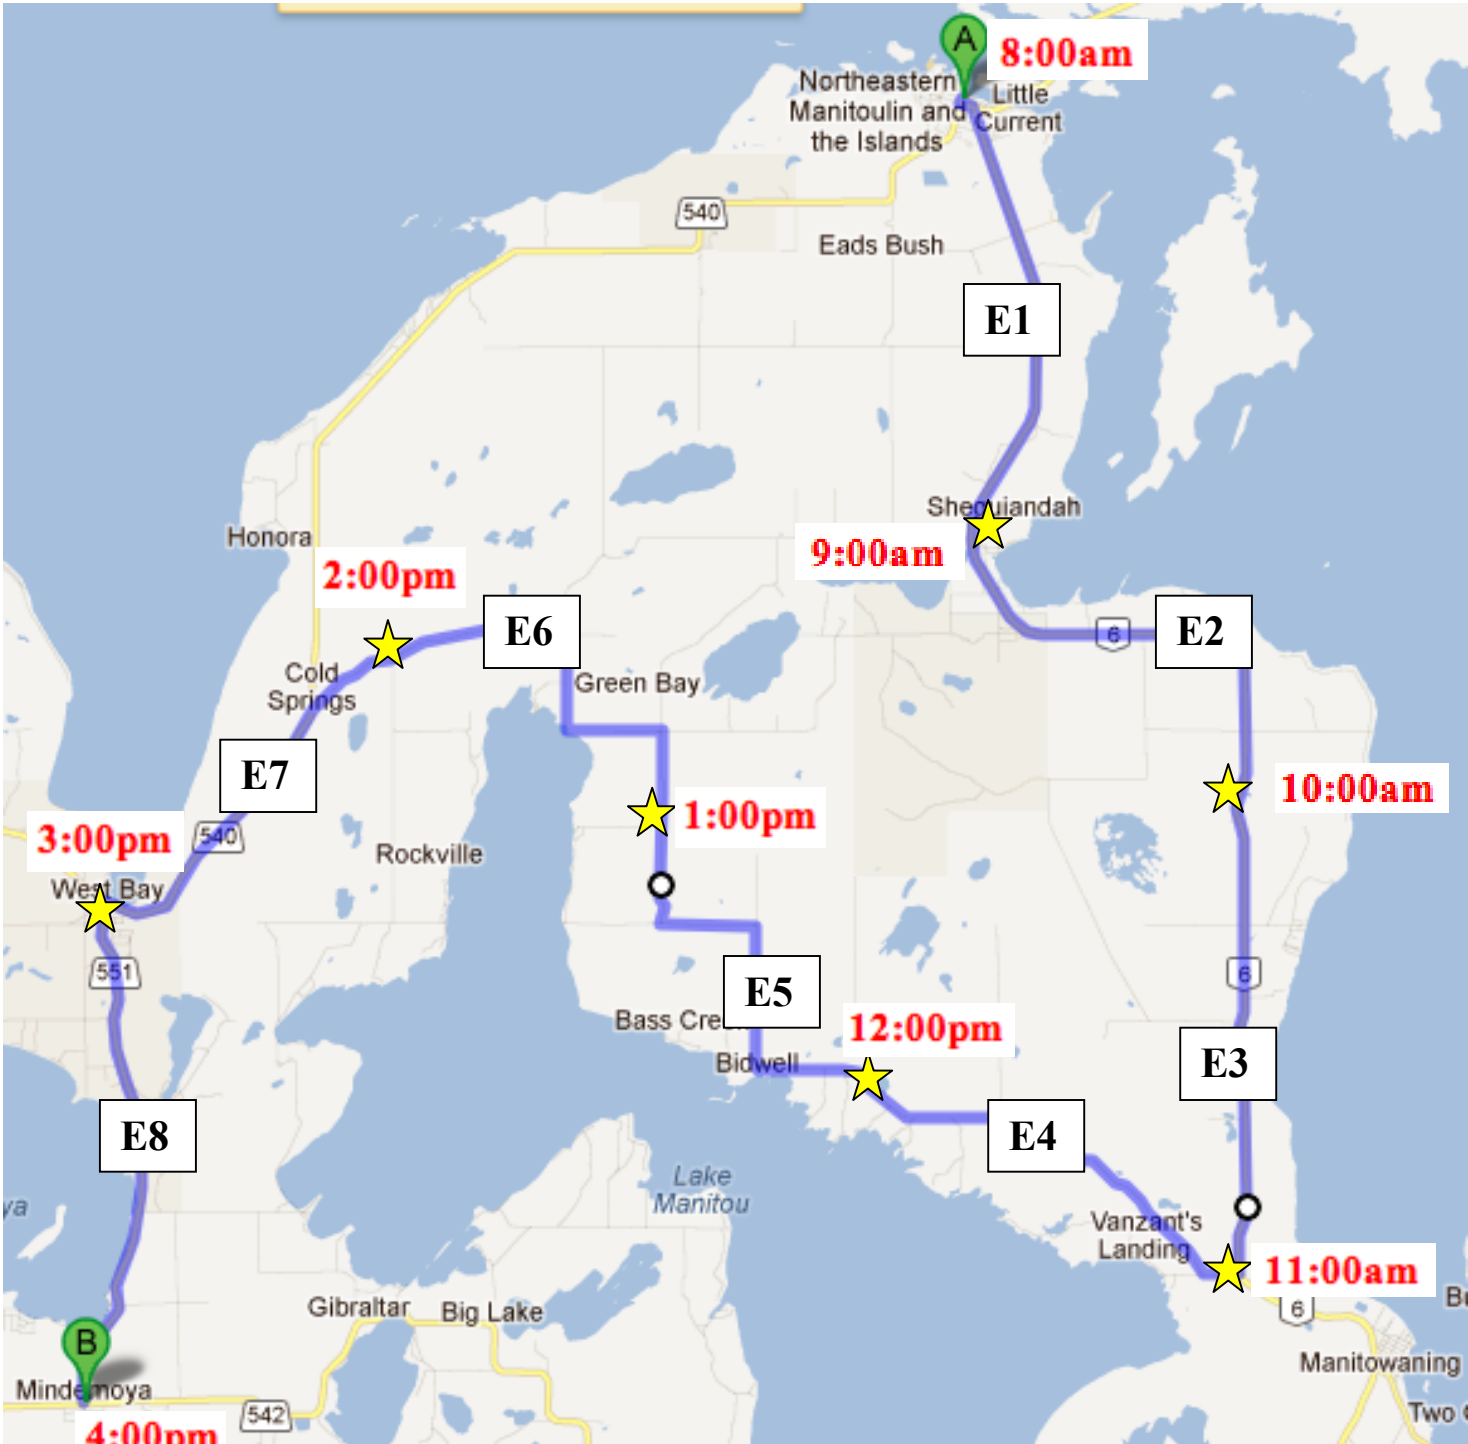 A
8:00am
Northeastern
Manitoulin and
the Islands
Little
Current
540
Eads Bush
E1
Sheguiandah
9:00am
Honora
2:00pm
E6
6
E2
Cold
Springs
Green Bay
E7
10:00am
1:00pm
540
3:00pm
Rockville
West Bay
551
6
E5
Bass Cree
12:00pm
Bidwell
E3
E8
E4
Lake
Manitou
ya
Vanzant's
Landing
11:00am
6
B
Gibraltar
Big Lake
Manitowaning
Mindemoya
542
Two
4:00pm